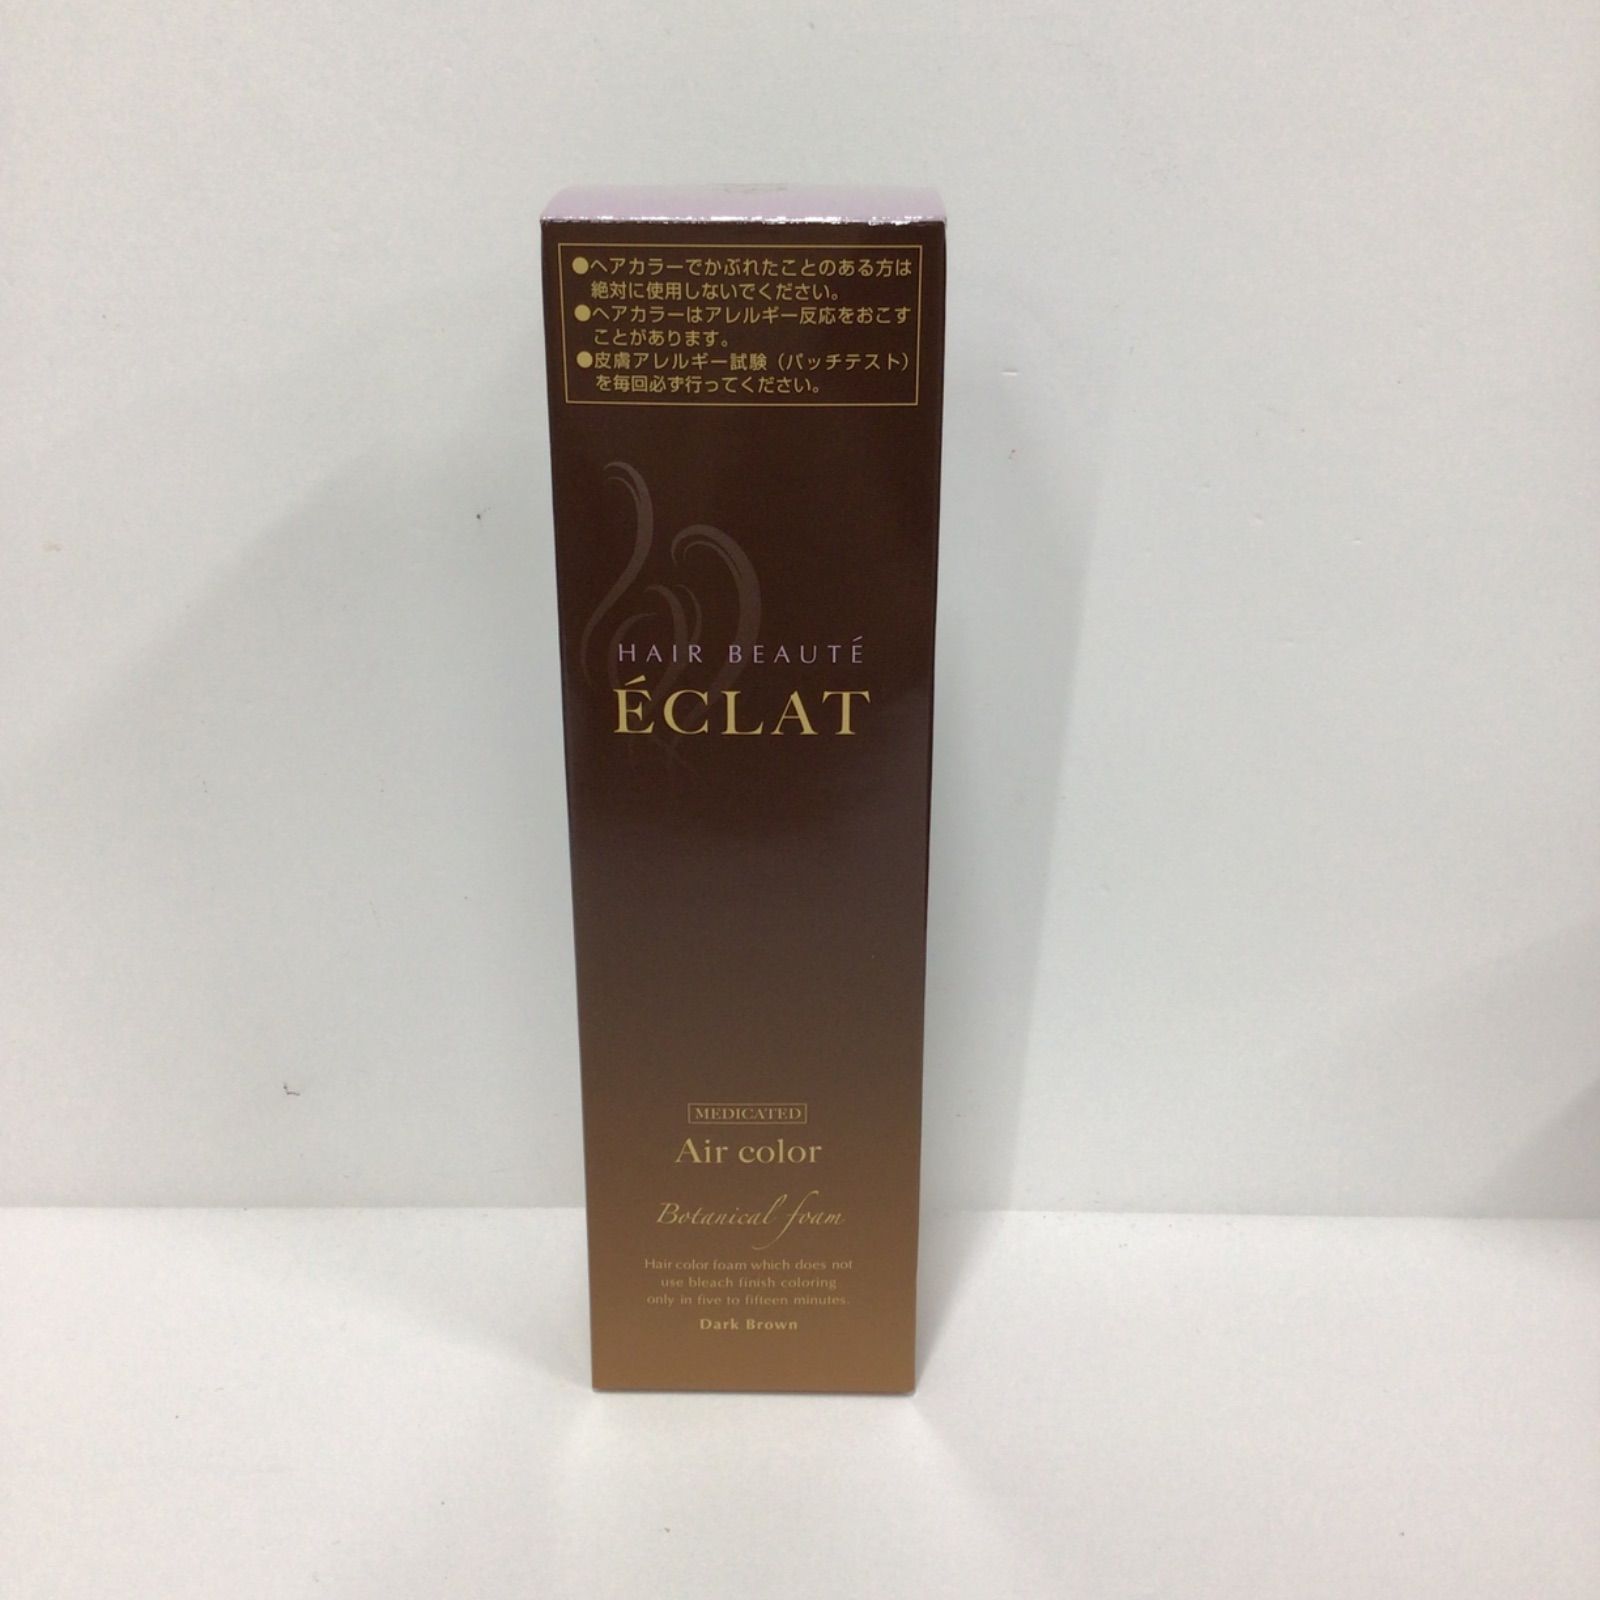 ●ヘアカラーでかぶれたことのある方は
絶対に使用しないでください。
●ヘアカラーはアレルギー反応をおこす
ことがあります。
●皮膚アレルギー試験（パッチテスト）
を毎回必ず行ってください。
HAIR BEAUTÉ
ÉCLAT
MEDICATED
Air color
Botanical foam
Hair color foam which does not
use bleach finish coloring
only in five to fifteen minutes.
Dark Brown